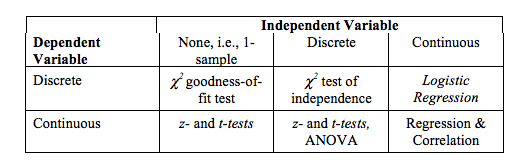 Independent Variable
Dependent Variable
None, i.e., 1-sample
Discrete
Continuous
Discrete
χ² goodness-of-fit test
χ² test of independence
Logistic Regression
Continuous
z- and t-tests
z- and t-tests, ANOVA
Regression & Correlation